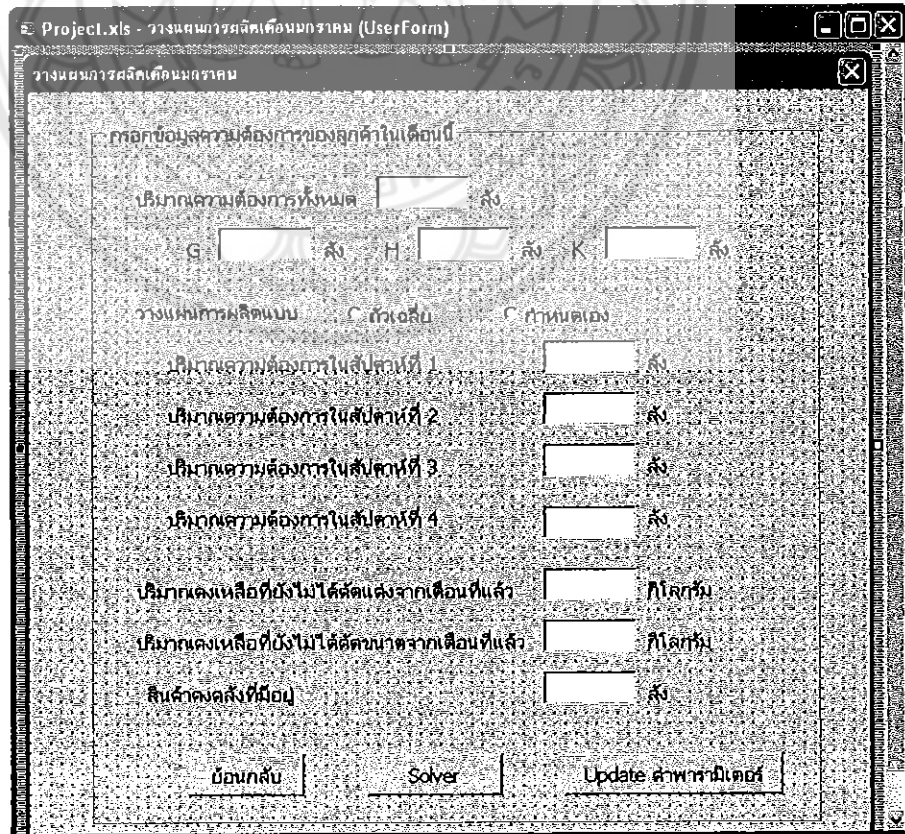 Project.xls - วางแผนการผลิตเดือนมกราคม (UserForm)
วางแผนการผลิตเดือนมกราคม
กรอกข้อมูลความต้องการของลูกค้าในเดือนนี้
ปริมาณความต้องการทั้งหมด ลัง
G ลัง H ลัง K ลัง
วางแผนการผลิตแบบ ถัวเฉลี่ย กำหนดเอง
ปริมาณความต้องการในสัปดาห์ที่ 1 ลัง
ปริมาณความต้องการในสัปดาห์ที่ 2 ลัง
ปริมาณความต้องการในสัปดาห์ที่ 3 ลัง
ปริมาณความต้องการในสัปดาห์ที่ 4 ลัง
ปริมาณคงเหลือที่ยังไม่ได้ตัดแต่งจากเดือนที่แล้ว กิโลกรัม
ปริมาณคงเหลือที่ยังไม่ได้คัดขนาดจากเดือนที่แล้ว กิโลกรัม
สินค้าคงคลังที่มีอยู่ ลัง
ย้อนกลับ Solver Update ค่าพารามิเตอร์